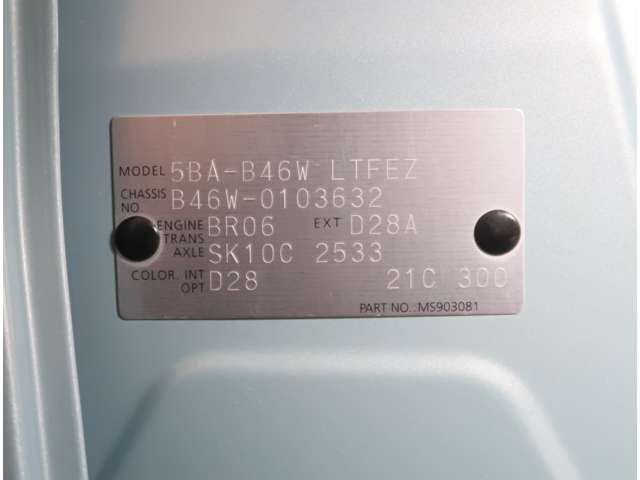 MODEL 5BA-B46W LTFEZ
CHASSIS NO. B46W-0103632
ENGINE BR06 EXT D28A
TRANS AXLE SK10C 2533
COLOR. INT OPT D28 21C 300
PART NO.:MS903081